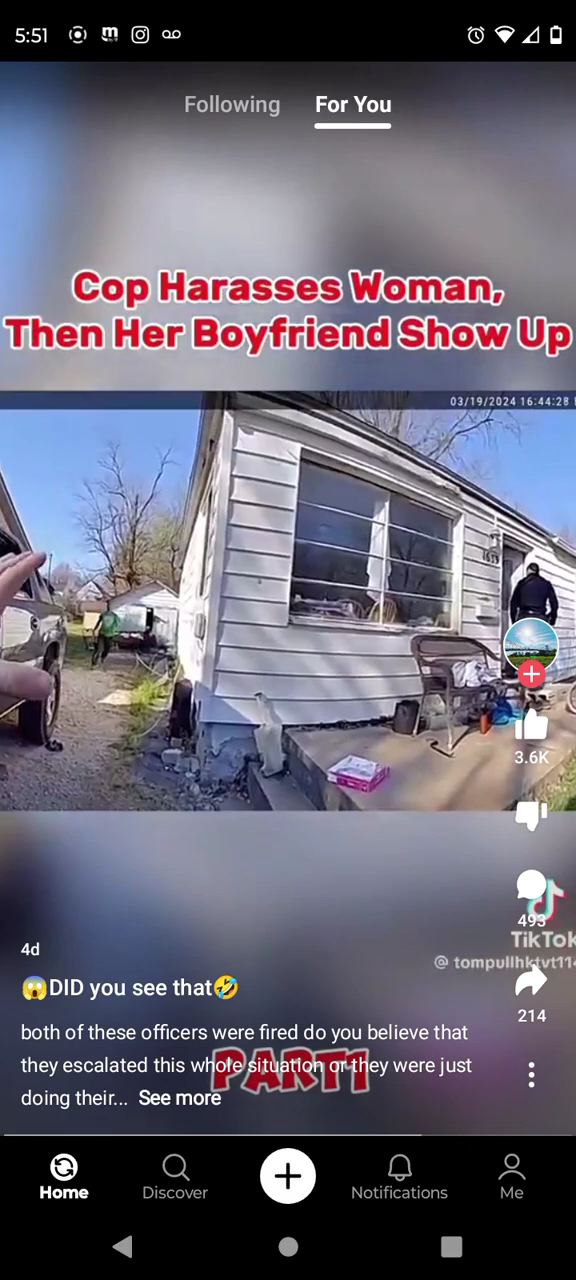 5:51
Following For You
Cop Harasses Woman,
Then Her Boyfriend Show Up
03/19/2024 16:44:28
1639
3.6K
493
TikTok
@ tompullhktvt114
214
4d
😱DID you see that🤣
both of these officers were fired do you believe that
they escalated this whole situation or they were just
doing their... See more
PART1
Home Discover Notifications Me